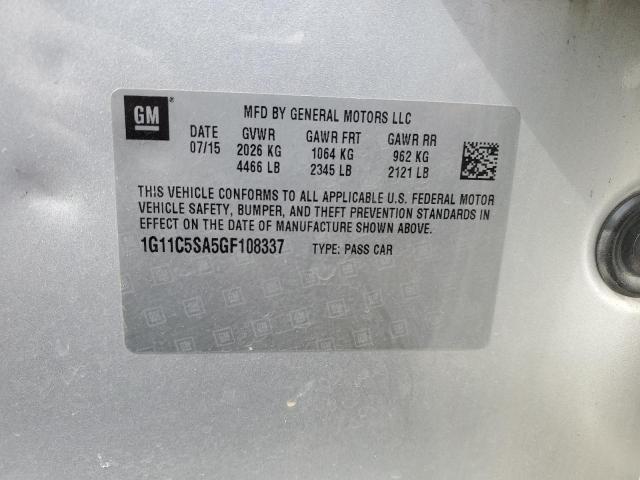 GM® MFD BY GENERAL MOTORS LLC
DATE GVWR GAWR FRT GAWR RR
07/15 2026 KG 1064 KG 962 KG
4466 LB 2345 LB 2121 LB
THIS VEHICLE CONFORMS TO ALL APPLICABLE U.S. FEDERAL MOTOR
VEHICLE SAFETY, BUMPER, AND THEFT PREVENTION STANDARDS IN
EFFECT ON THE DATE OF MANUFACTURE SHOWN ABOVE.
1G11C5SA5GF108337 TYPE: PASS CAR